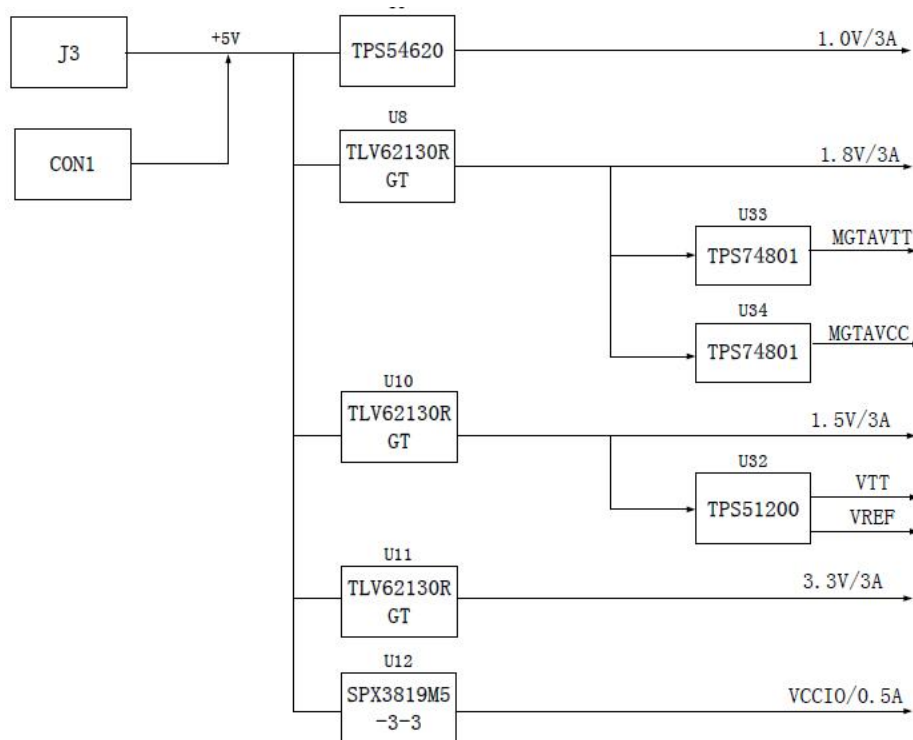 J3
+5V
TPS54620
1.0V/3A
CON1
U8
TLV62130R
GT
1.8V/3A
U33
TPS74801
MGTAVTT
U34
TPS74801
MGTAVCC
U10
TLV62130R
GT
1.5V/3A
U32
TPS51200
VTT
VREF
U11
TLV62130R
GT
3.3V/3A
U12
SPX3819M5
-3-3
VCCIO/0.5A